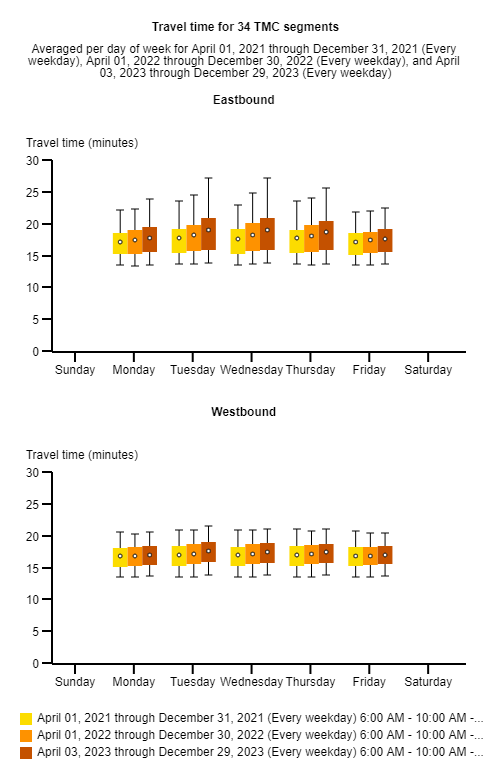 Travel time for 34 TMC segments
Averaged per day of week for April 01, 2021 through December 31, 2021 (Every
weekday), April 01, 2022 through December 30, 2022 (Every weekday), and April
03, 2023 through December 29, 2023 (Every weekday)
Eastbound
Travel time (minutes)
30
25
20
15
10
5
0
Sunday Monday Tuesday Wednesday Thursday Friday Saturday
Westbound
Travel time (minutes)
30
25
20
15
10
5
0
Sunday Monday Tuesday Wednesday Thursday Friday Saturday
April 01, 2021 through December 31, 2021 (Every weekday) 6:00 AM - 10:00 AM -...
April 01, 2022 through December 30, 2022 (Every weekday) 6:00 AM - 10:00 AM -...
April 03, 2023 through December 29, 2023 (Every weekday) 6:00 AM - 10:00 AM -...